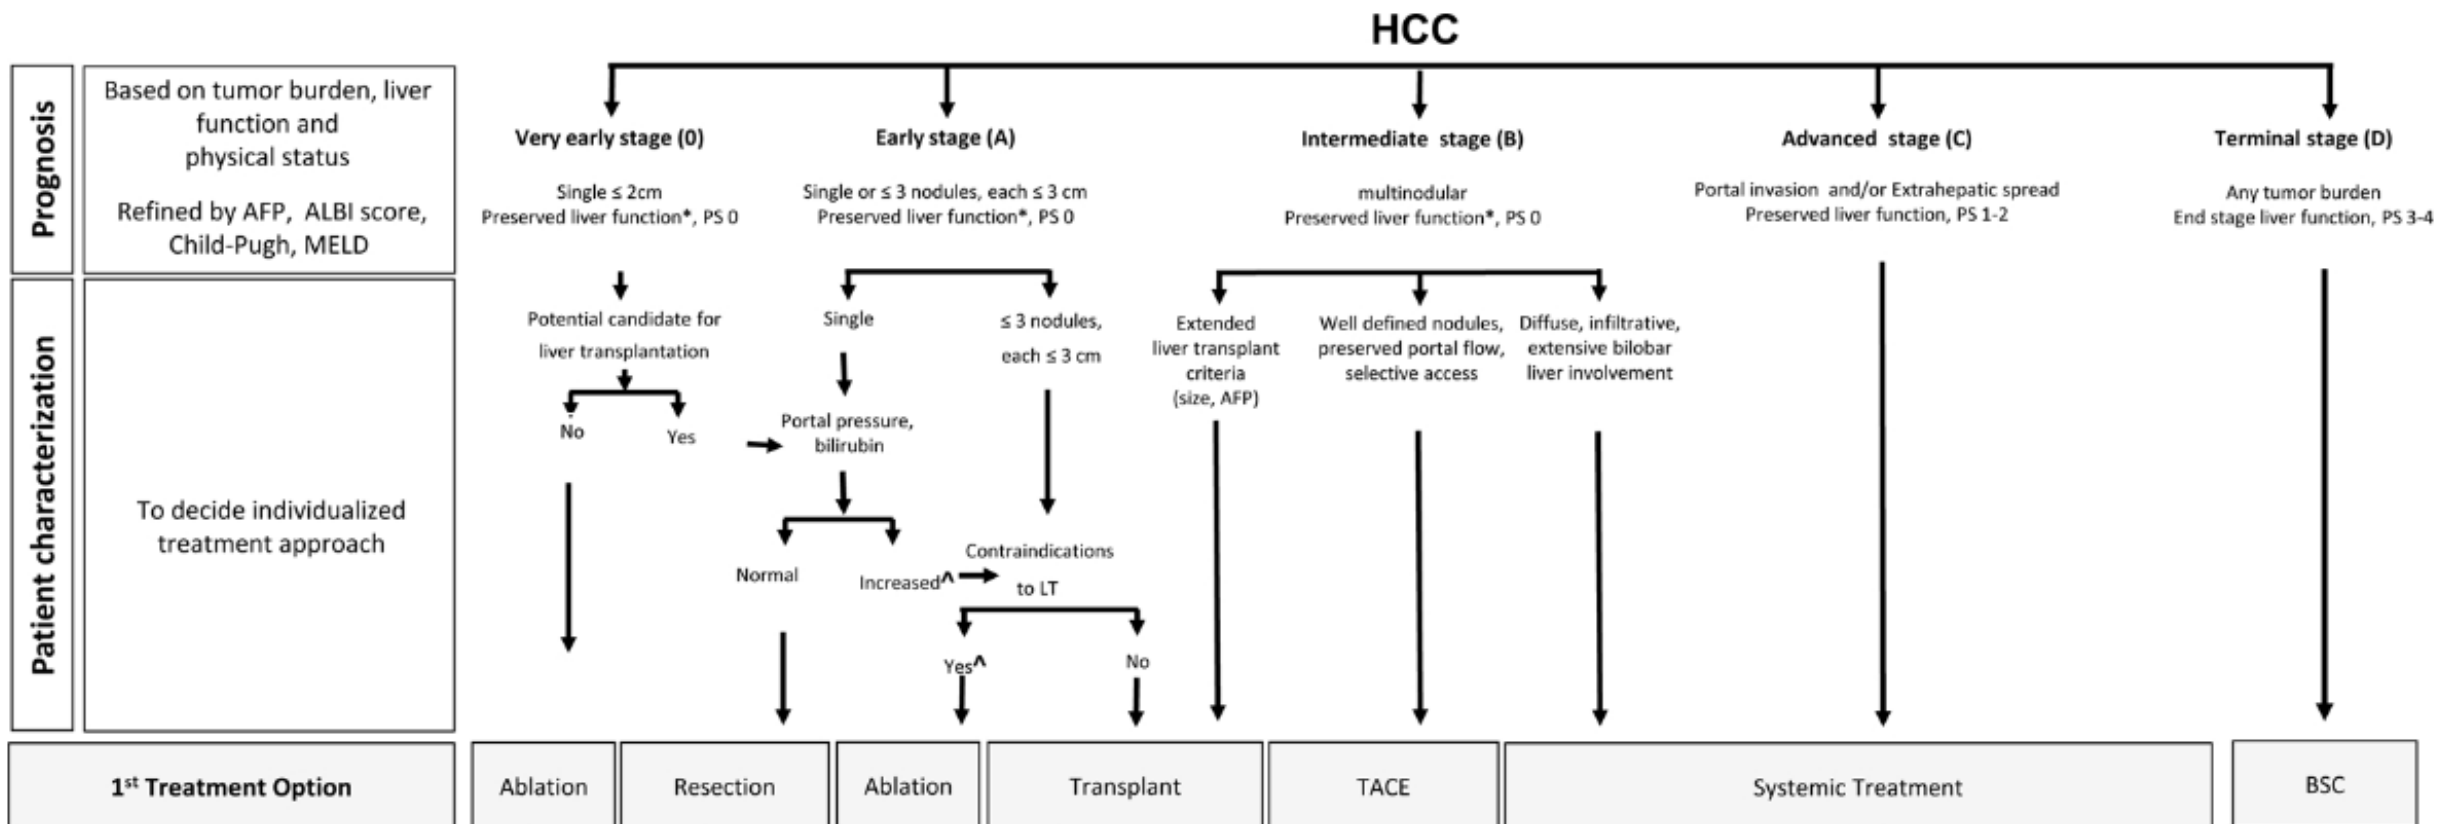 HCC
Prognosis
Based on tumor burden, liver
function and
physical status
Refined by AFP, ALBI score,
Child-Pugh, MELD
Very early stage (0)
Single ≤ 2cm
Preserved liver function*, PS 0
Early stage (A)
Single or ≤ 3 nodules, each ≤ 3 cm
Preserved liver function*, PS 0
Intermediate stage (B)
multinodular
Preserved liver function*, PS 0
Advanced stage (C)
Portal invasion and/or Extrahepatic spread
Preserved liver function, PS 1-2
Terminal stage (D)
Any tumor burden
End stage liver function, PS 3-4
Patient characterization
To decide individualized
treatment approach
Potential candidate for
liver transplantation
No
Yes
Single
Portal pressure,
bilirubin
Normal
Increased^
≤ 3 nodules,
each ≤ 3 cm
Contraindications
to LT
Yes^
No
Extended
liver transplant
criteria
(size, AFP)
Well defined nodules,
preserved portal flow,
selective access
Diffuse, infiltrative,
extensive bilobar
liver involvement
1st Treatment Option
Ablation
Resection
Ablation
Transplant
TACE
Systemic Treatment
BSC